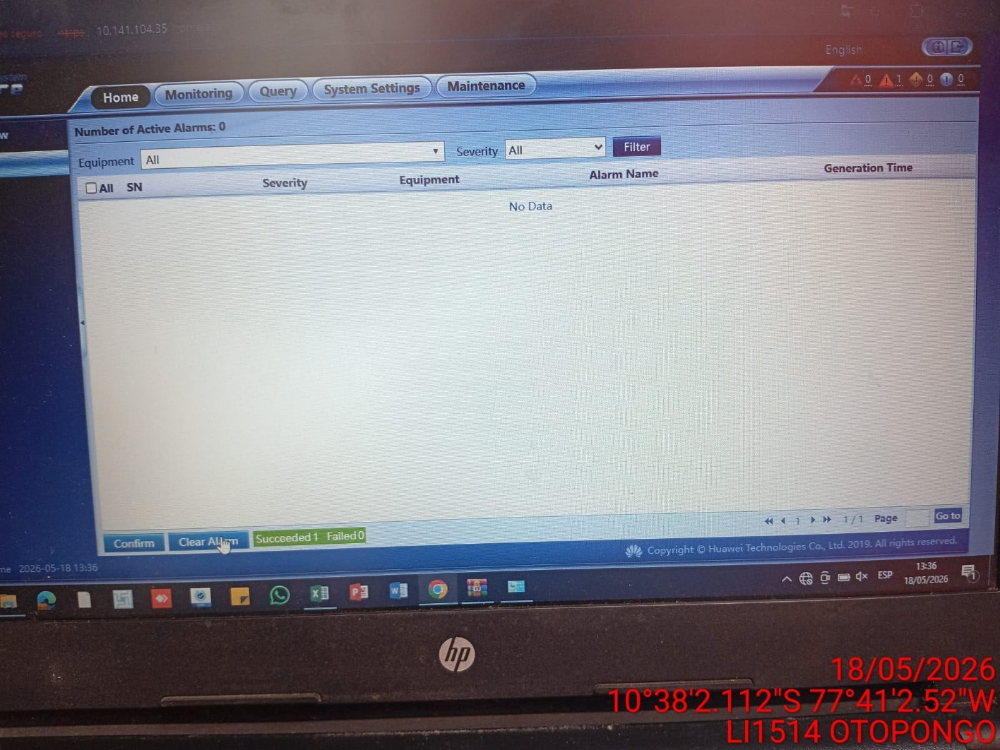 10.141.104.35
English
Home Monitoring Query System Settings Maintenance
0 1 0 0
Number of Active Alarms: 0
Equipment All Severity All Filter
All SN Severity Equipment Alarm Name Generation Time
No Data
1 1 / 1 Page Go to
Confirm Clear Alarm Succeeded 1 Failed 0
Copyright © Huawei Technologies Co., Ltd. 2019. All rights reserved.
2026-05-18 13:36
ESP
13:36
18/05/2026
1
hp
18/05/2026
10°38'2.112"S 77°41'2.52"W
LI1514 OTOPONGO